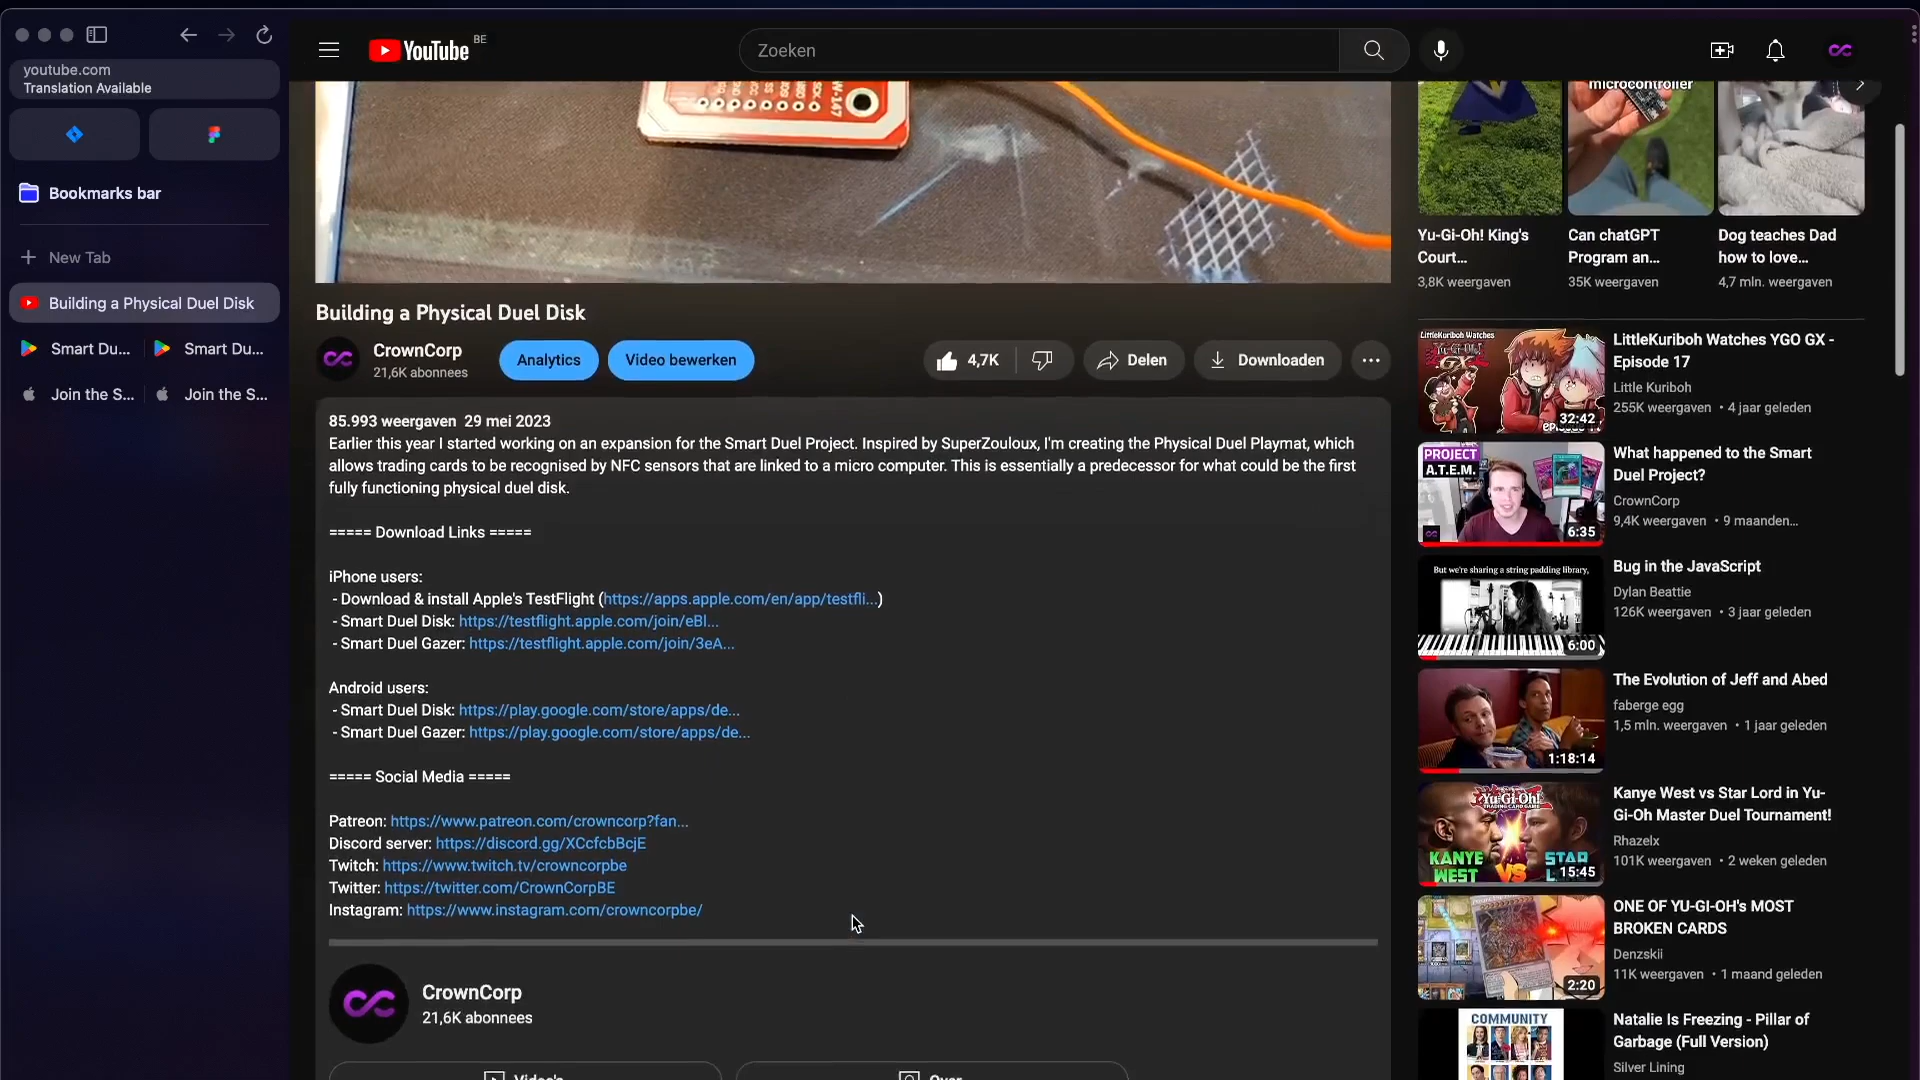 youtube.com
Translation Available
Bookmarks bar
New Tab
Building a Physical Duel Disk
Smart Du...
Smart Du...
Join the S...
Join the S...
YouTube BE
Zoeken
microcontroller
Yu-Gi-Oh! King's
Court...
3,8K weergaven
Can chatGPT
Program an...
35K weergaven
Dog teaches Dad
how to love...
4,7 mln. weergaven
Building a Physical Duel Disk
CrownCorp
21,6K abonnees
Analytics
Video bewerken
4,7K
Delen
Downloaden
85.993 weergaven 29 mei 2023
Earlier this year I started working on an expansion for the Smart Duel Project. Inspired by SuperZouloux, I'm creating the Physical Duel Playmat, which
allows trading cards to be recognised by NFC sensors that are linked to a micro computer. This is essentially a predecessor for what could be the first
fully functioning physical duel disk.
===== Download Links =====
iPhone users:
- Download & install Apple's TestFlight (https://apps.apple.com/en/app/testfli...)
- Smart Duel Disk: https://testflight.apple.com/join/eBl...
- Smart Duel Gazer: https://testflight.apple.com/join/3eA...
Android users:
- Smart Duel Disk: https://play.google.com/store/apps/de...
- Smart Duel Gazer: https://play.google.com/store/apps/de...
===== Social Media =====
Patreon: https://www.patreon.com/crowncorp?fan...
Discord server: https://discord.gg/XCcfcbBcjE
Twitch: https://www.twitch.tv/crowncorpbe
Twitter: https://twitter.com/CrownCorpBE
Instagram: https://www.instagram.com/crowncorpbe/
CrownCorp
21,6K abonnees
Video's
Over
LittleKuriboh Watches
32:42
LittleKuriboh Watches YGO GX -
Episode 17
Little Kuriboh
255K weergaven • 4 jaar geleden
PROJECT
A.T.E.M.
6:35
What happened to the Smart
Duel Project?
CrownCorp
9,4K weergaven • 9 maanden...
But we're sharing a string padding library,
6:00
Bug in the JavaScript
Dylan Beattie
126K weergaven • 3 jaar geleden
1:18:14
The Evolution of Jeff and Abed
faberge egg
1,5 mln. weergaven • 1 jaar geleden
Yu-Gi-Oh!
KANYE
WEST
VS
STAR
15:45
Kanye West vs Star Lord in Yu-
Gi-Oh Master Duel Tournament!
Rhazelx
101K weergaven • 2 weken geleden
2:20
ONE OF YU-GI-OH's MOST
BROKEN CARDS
Denzskii
11K weergaven • 1 maand geleden
COMMUNITY
Natalie Is Freezing - Pillar of
Garbage (Full Version)
Silver Lining